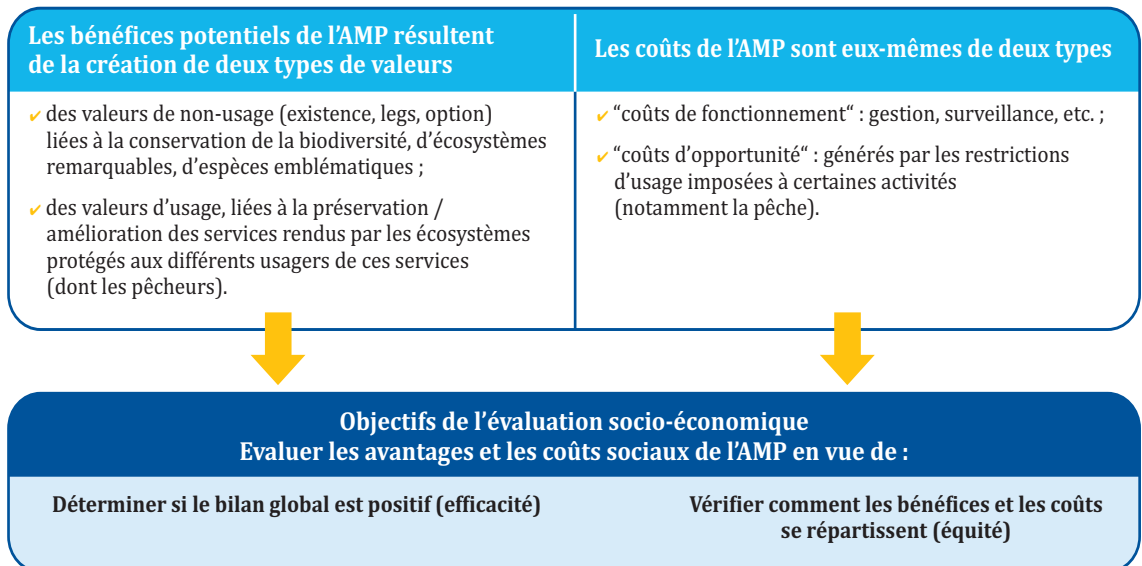 Les bénéfices potentiels de l’AMP résultent
de la création de deux types de valeurs
✔ des valeurs de non-usage (existence, legs, option)
liées à la conservation de la biodiversité, d’écosystèmes
remarquables, d’espèces emblématiques ;
✔ des valeurs d’usage, liées à la préservation /
amélioration des services rendus par les écosystèmes
protégés aux différents usagers de ces services
(dont les pêcheurs).
Les coûts de l’AMP sont eux-mêmes de deux types
✔ “coûts de fonctionnement“ : gestion, surveillance, etc. ;
✔ “coûts d’opportunité“ : générés par les restrictions
d’usage imposées à certaines activités
(notamment la pêche).
Objectifs de l’évaluation socio-économique
Evaluer les avantages et les coûts sociaux de l’AMP en vue de :
Déterminer si le bilan global est positif (efficacité)
Vérifier comment les bénéfices et les coûts
se répartissent (équité)